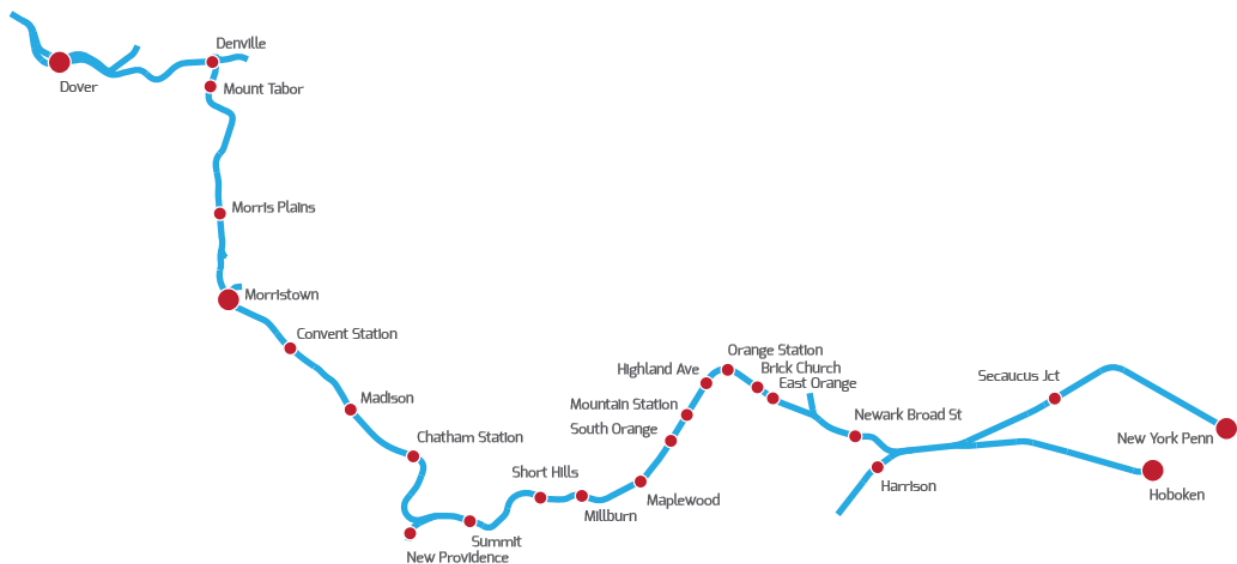 Denville
Dover
Mount Tabor
Morris Plains
Morristown
Convent Station
Madison
Chatham Station
New Providence
Summit
Short Hills
Millburn
Maplewood
South Orange
Mountain Station
Highland Ave
Orange Station
Brick Church
East Orange
Newark Broad St
Harrison
Secaucus Jct
New York Penn
Hoboken